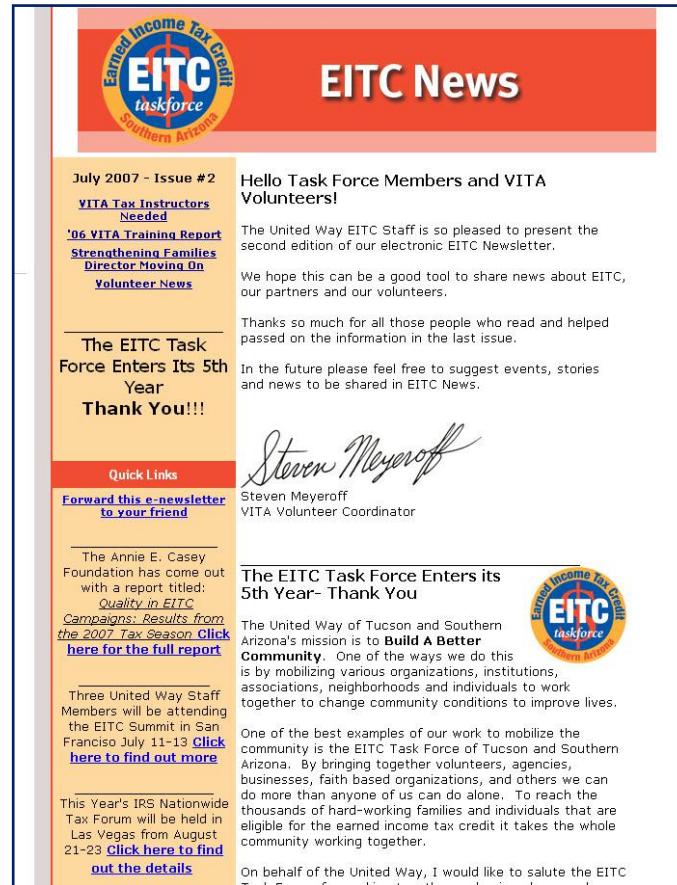 Earned Income Tax Credit
EITC
taskforce
Southern Arizona
EITC News
July 2007 - Issue #2
VITA Tax Instructors
Needed
'06 VITA Training Report
Strengthening Families
Director Moving On
Volunteer News
The EITC Task
Force Enters Its 5th
Year
Thank You!!!
Quick Links
Forward this e-newsletter
to your friend
The Annie E. Casey
Foundation has come out
with a report titled:
Quality in EITC
Campaigns: Results from
the 2007 Tax Season Click
here for the full report
Three United Way Staff
Members will be attending
the EITC Summit in San
Franciso July 11-13 Click
here to find out more
This Year's IRS Nationwide
Tax Forum will be held in
Las Vegas from August
21-23 Click here to find
out the details
Hello Task Force Members and VITA
Volunteers!
The United Way EITC Staff is so pleased to present the
second edition of our electronic EITC Newsletter.
We hope this can be a good tool to share news about EITC,
our partners and our volunteers.
Thanks so much for all those people who read and helped
passed on the information in the last issue.
In the future please feel free to suggest events, stories
and news to be shared in EITC News.
Steven Meyeroff
Steven Meyeroff
VITA Volunteer Coordinator
The EITC Task Force Enters its
5th Year- Thank You
Earned Income Tax Credit
EITC
taskforce
Southern Arizona
The United Way of Tucson and Southern
Arizona's mission is to Build A Better
Community. One of the ways we do this
is by mobilizing various organizations, institutions,
associations, neighborhoods and individuals to work
together to change community conditions to improve lives.
One of the best examples of our work to mobilize the
community is the EITC Task Force of Tucson and Southern
Arizona. By bringing together volunteers, agencies,
businesses, faith based organizations, and others we can
do more than anyone of us can do alone. To reach the
thousands of hard-working families and individuals that are
eligible for the earned income tax credit it takes the whole
community working together.
On behalf of the United Way, I would like to salute the EITC